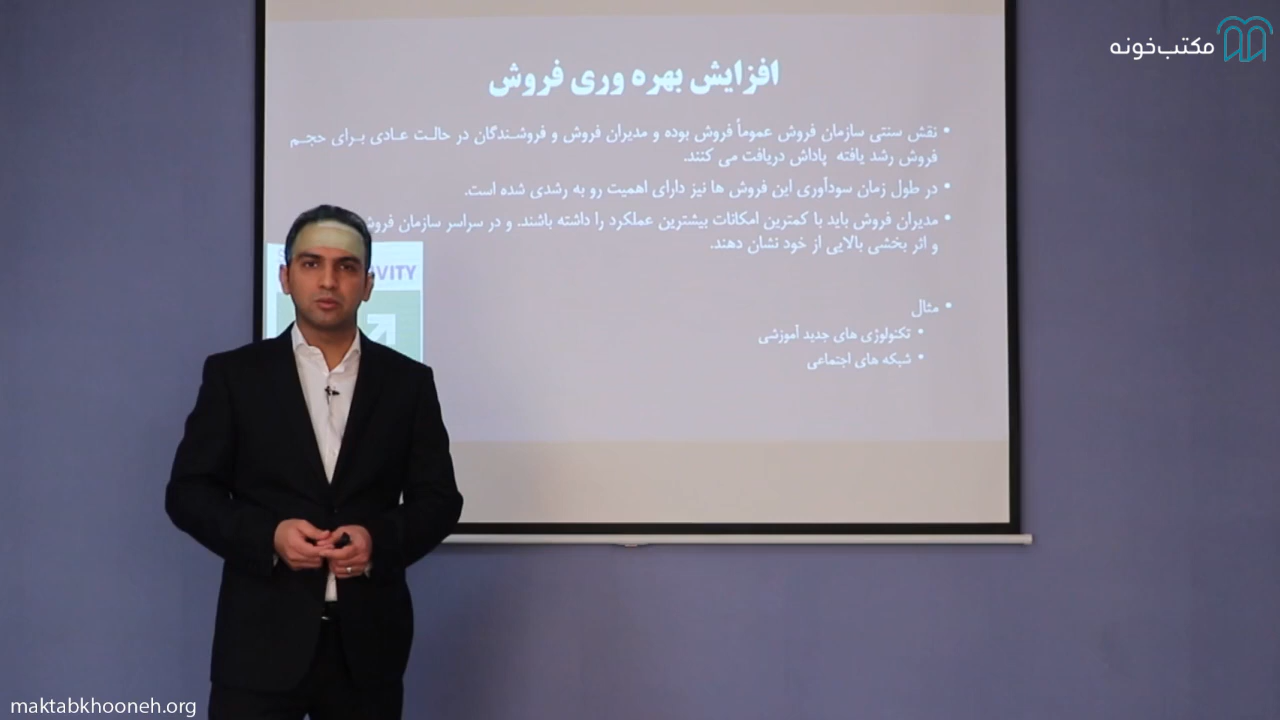 مکتب‌خونه
افزایش بهره وری فروش
• نقش سنتی سازمان فروش عموماً فروش بوده و مدیران فروش و فروشندگان در حالت عادی برای حجم
فروش رشد یافته پاداش دریافت می کنند.
• در طول زمان سودآوری این فروش ها نیز دارای اهمیت رو به رشدی شده است.
• مدیران فروش باید با کمترین امکانات بیشترین عملکرد را داشته باشند. و در سراسر سازمان فروش
و اثر بخشی بالایی از خود نشان دهند.
• مثال
• تکنولوژی های جدید آموزشی
• شبکه های اجتماعی
maktabkhooneh.org